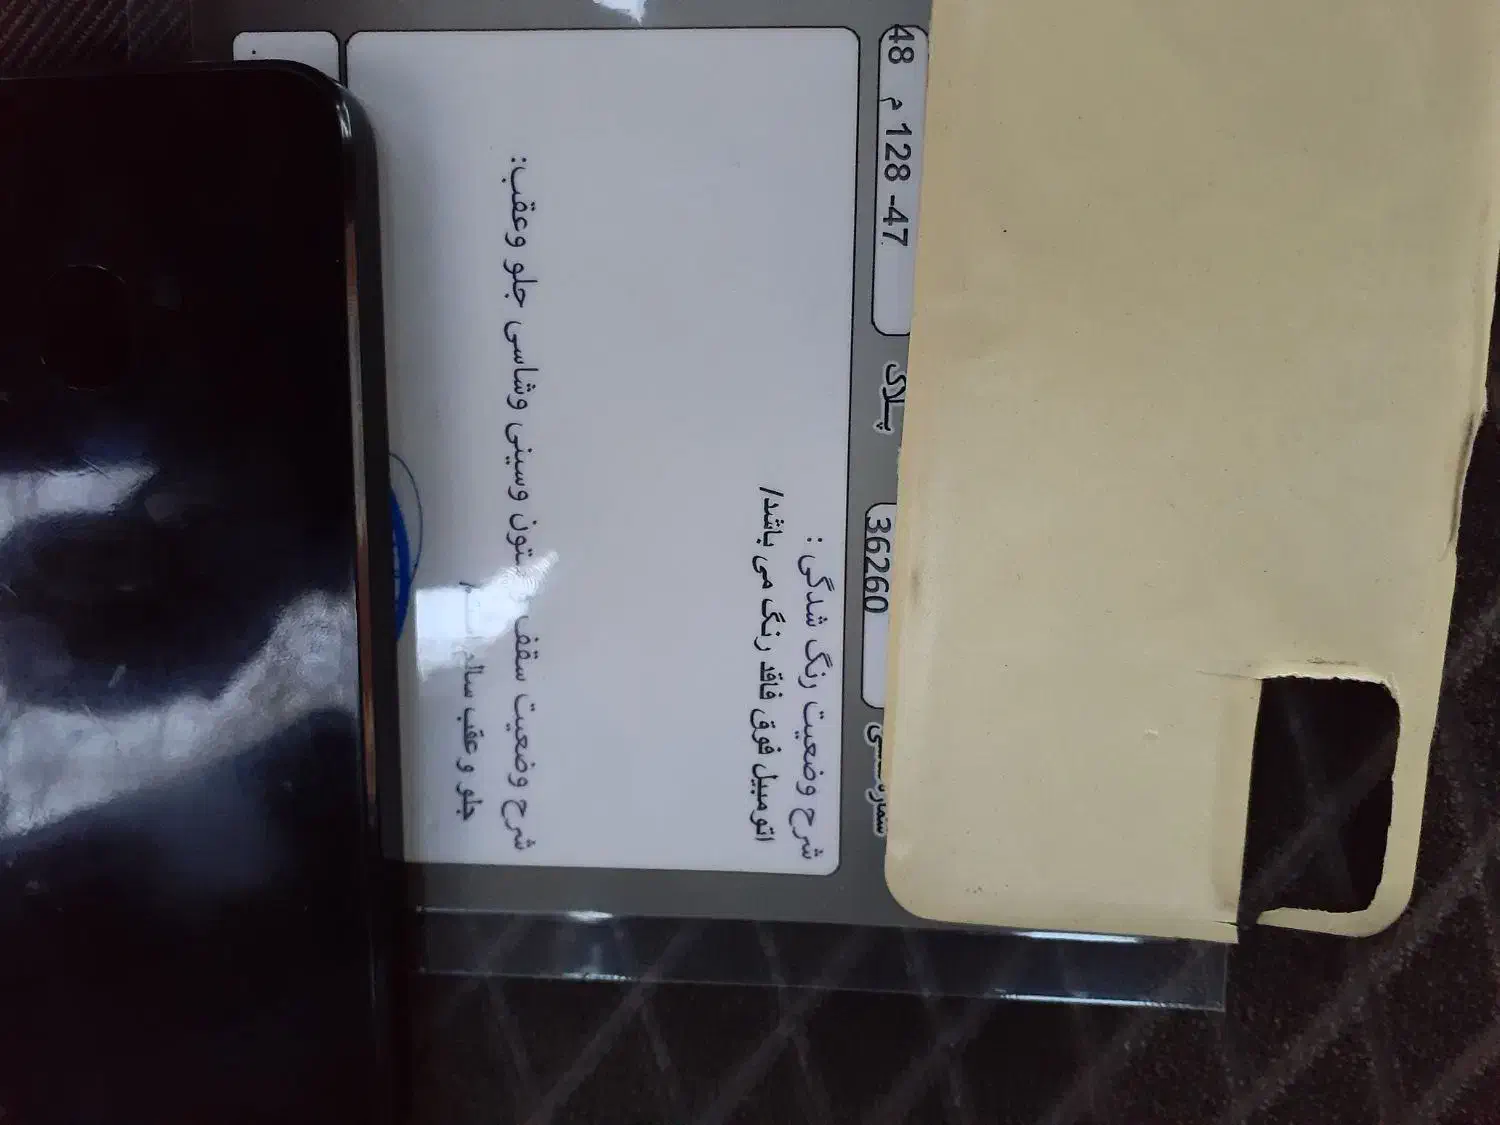 48 م 128 -47
پلاک
36260
شماره
شرح وضعیت رنگ شدگی :
اتومبیل فوق فاقد رنگ می باشد/
شرح وضعیت سقف ستون وسینی وشاسی جلو وعقب:
جلو و عقب سالم